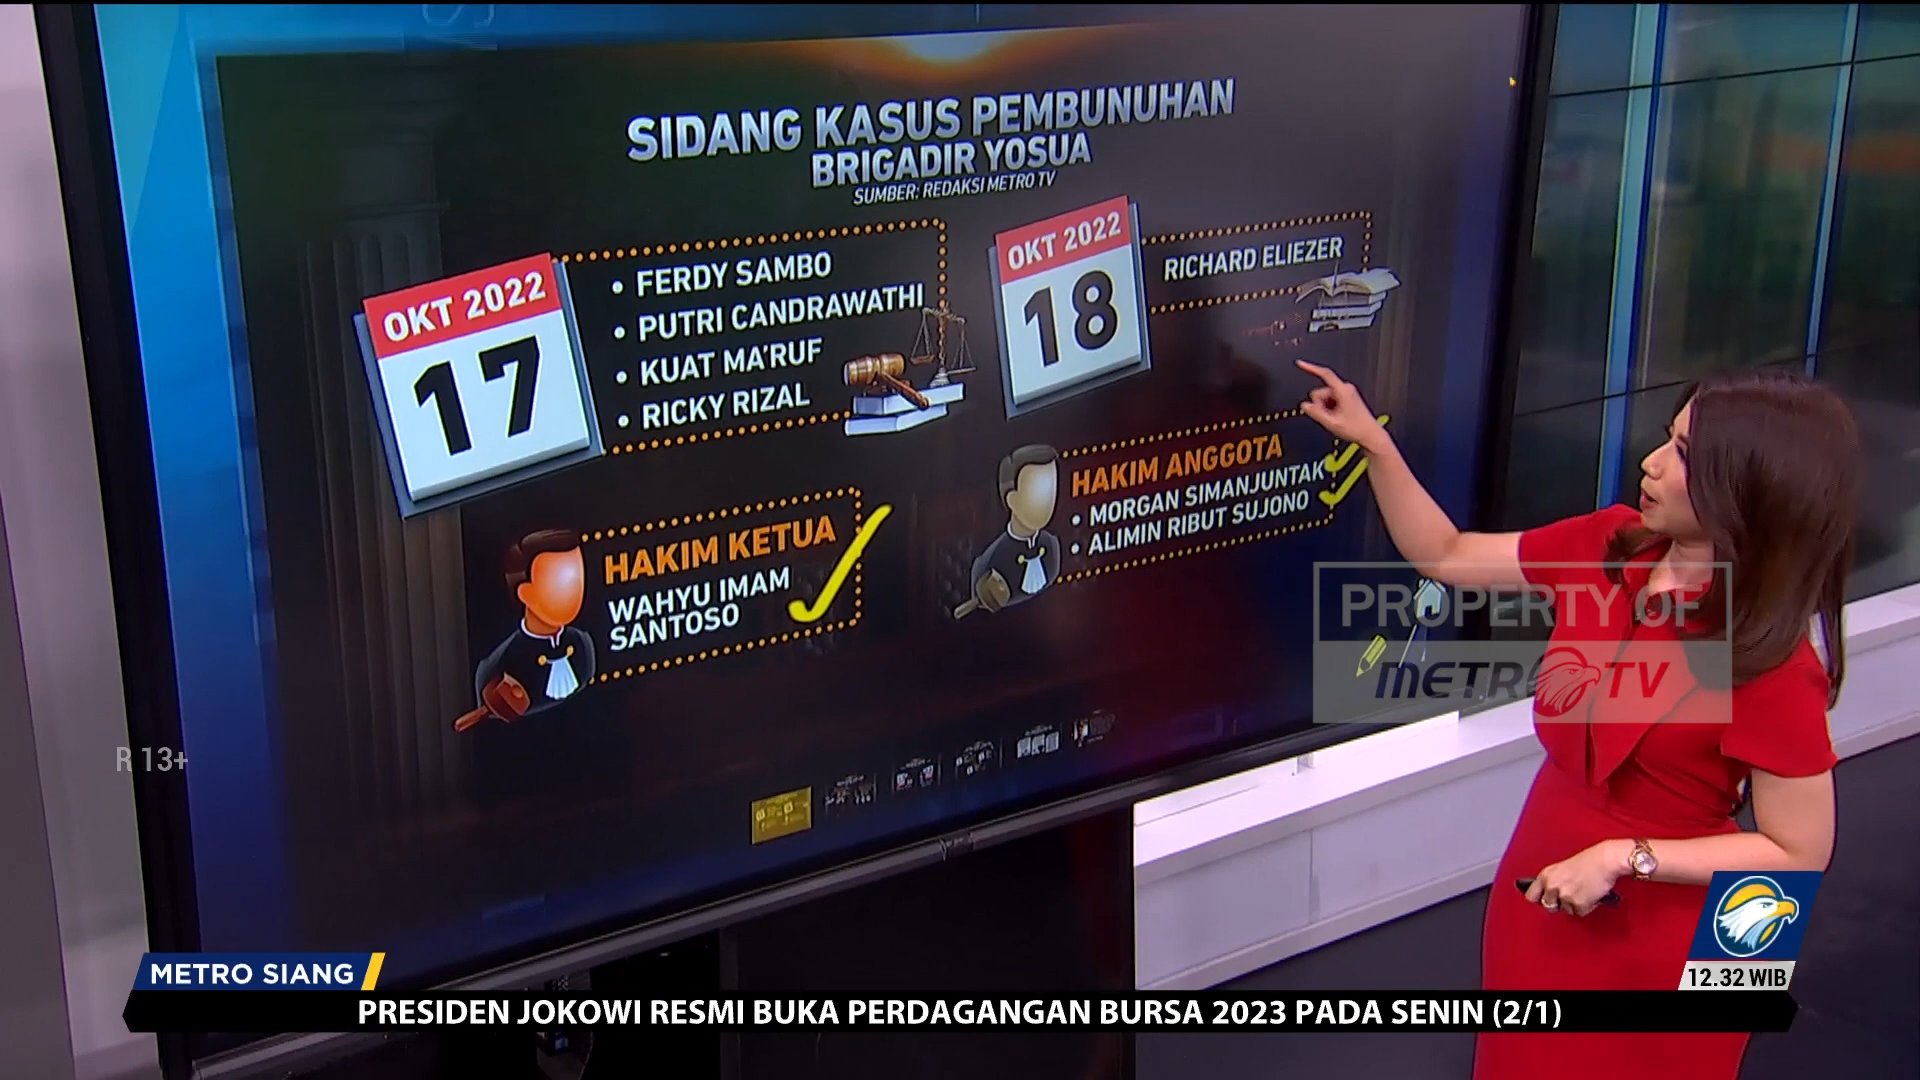 SIDANG KASUS PEMBUNUHAN
BRIGADIR YOSUA
SUMBER: REDAKSI METRO TV
OKT 2022
17
• FERDY SAMBO
• PUTRI CANDRAWATHI
• KUAT MA'RUF
• RICKY RIZAL
OKT 2022
18
RICHARD ELIEZER
HAKIM KETUA
WAHYU IMAM
SANTOSO
HAKIM ANGGOTA
• MORGAN SIMANJUNTAK
• ALIMIN RIBUT SUJONO
PROPERTY OF
METRO TV
R 13+
METRO SIANG
12.32 WIB
PRESIDEN JOKOWI RESMI BUKA PERDAGANGAN BURSA 2023 PADA SENIN (2/1)